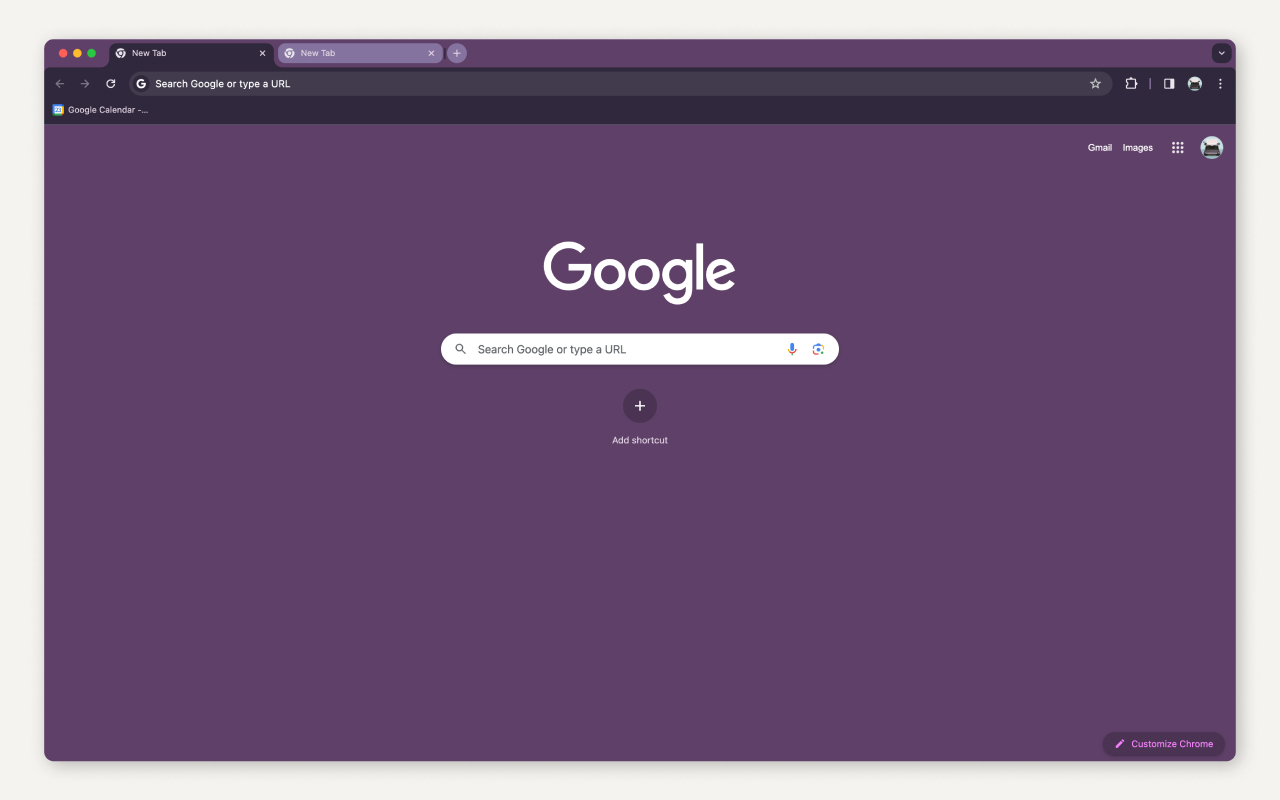 New Tab
New Tab
Search Google or type a URL
Google Calendar -...
Gmail
Images
Google
Search Google or type a URL
Add shortcut
Customize Chrome